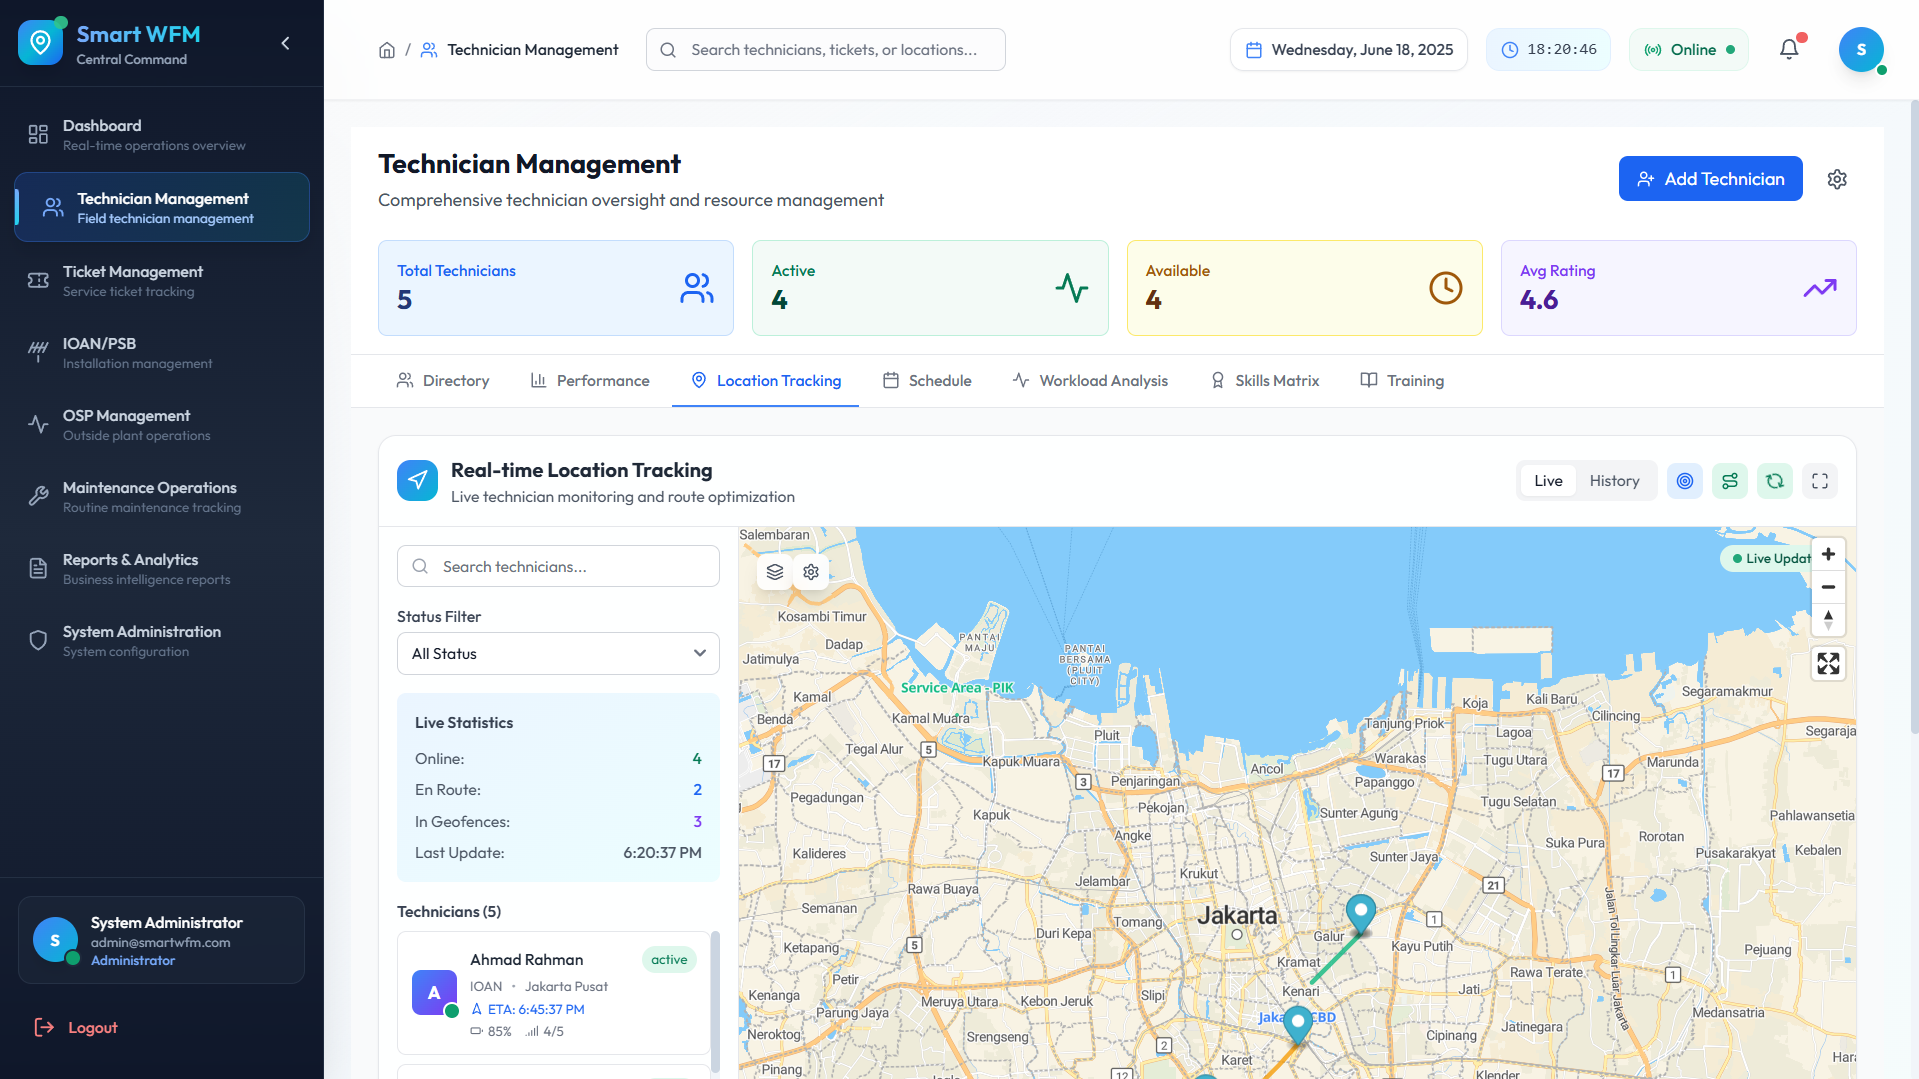 Smart WFM
Central Command
Dashboard
Real-time operations overview
Technician Management
Field technician management
Ticket Management
Service ticket tracking
IOAN/PSB
Installation management
OSP Management
Outside plant operations
Maintenance Operations
Routine maintenance tracking
Reports & Analytics
Business intelligence reports
System Administration
System configuration
S
System Administrator
admin@smartwfm.com
Administrator
Logout
/ Technician Management
Search technicians, tickets, or locations...
Wednesday, June 18, 2025
18:20:46
Online
S
Technician Management
Comprehensive technician oversight and resource management
Add Technician
Total Technicians
5
Active
4
Available
4
Avg Rating
4.6
Directory
Performance
Location Tracking
Schedule
Workload Analysis
Skills Matrix
Training
Real-time Location Tracking
Live technician monitoring and route optimization
Live
History
Search technicians...
Status Filter
All Status
Live Statistics
Online: 4
En Route: 2
In Geofences: 3
Last Update: 6:20:37 PM
Technicians (5)
A
Ahmad Rahman
active
IOAN • Jakarta Pusat
ETA: 6:45:37 PM
85% 4/5
Salembaran
Live Updat
Kosambi Timur
Dadap
PANTAI
MAJU
Jatimulya
PANTAI
BERSAMA
(PLUIT
CITY)
Service Area - PIK
Kamal
Segaramakmur
Koja
Kali Baru
Benda
Kamal Muara
Cilincing
Tanjung Priok
Pluit
Lagoa
Segaraja
Tegal Alur
5
Kapuk Muara
17
Warakas
Tugu Utara
Marunda
Ancol
17
3
Penjaringan
Papanggo
Pegadungan
Pekojan
Tugu Selatan
Kapuk
Sunter Agung
Pahlawansetia
Angke
Rorotan
Suka Pura
Kalideres
Sunter Jaya
Pusakarakyat
Kebalen
Krukut
Jelambar
Rawa Buaya
21
Semanan
Jakarta
1
Tomang
Duri Kepa
Galur
Ketapang
5
Kayu Putih
Pejuang
Kramat
Petir
Rawa Terate
1
Kenari
Jati
Kenanga
Meruya Utara
Kebon Jeruk
Slipi
Parung Jaya
Medansatria
Jatinegara
Neroktog
Srengseng
Cipinang
2
Karet
Hara
Pinang
12
Klender
Jalan Tol Lingkar Luar Jakarta